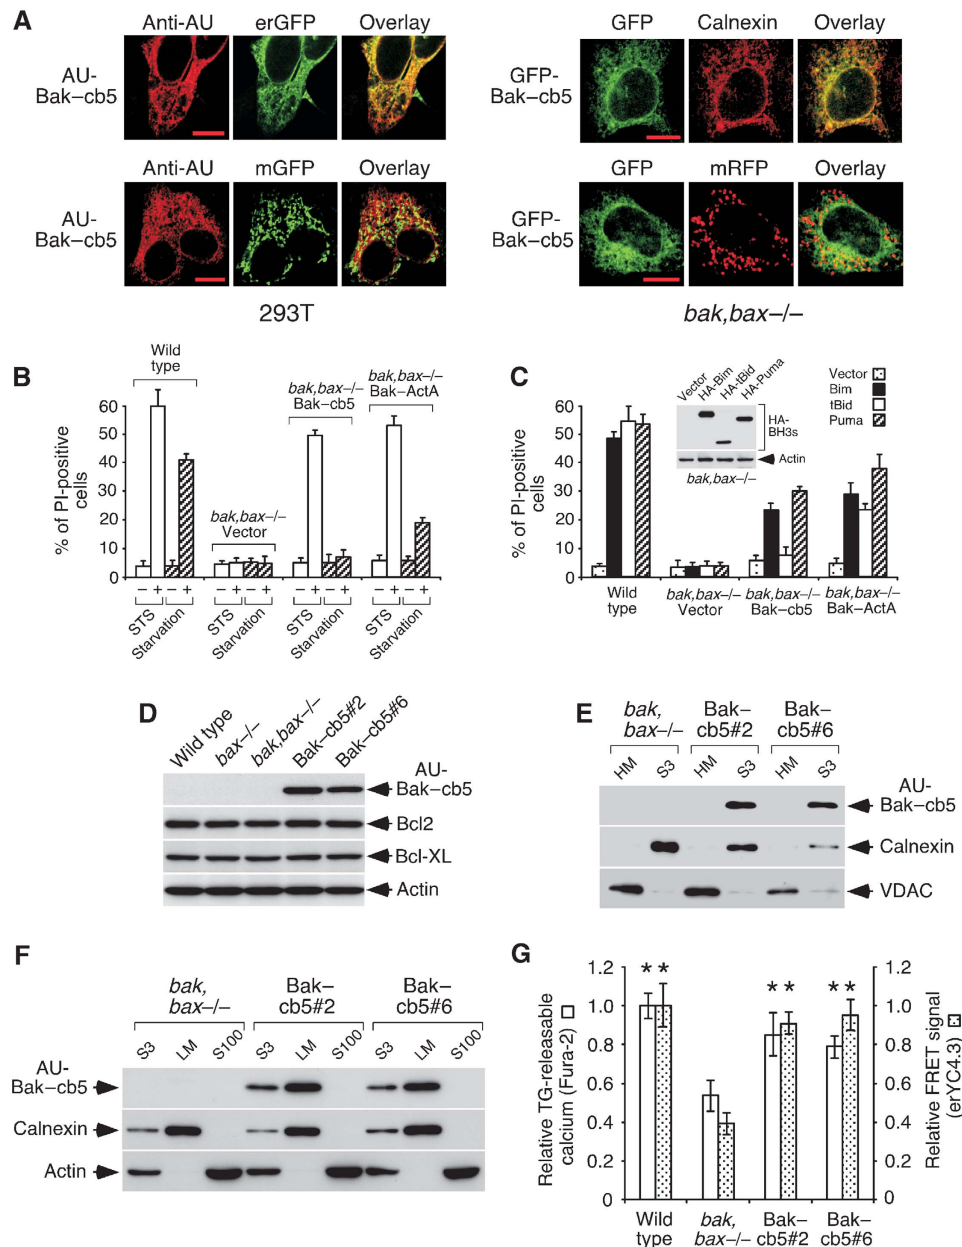 A
Anti-AU erGFP Overlay
AU-
Bak–cb5
Anti-AU mGFP Overlay
AU-
Bak–cb5
293T
GFP Calnexin Overlay
GFP-
Bak–cb5
GFP mRFP Overlay
GFP-
Bak–cb5
bak,bax–/–
B
% of PI-positive
cells
60
50
40
30
20
10
0
Wild
type
bak,bax–/–
Vector
bak,bax–/–
Bak–cb5
bak,bax–/–
Bak–ActA
– + – + – + – + – + – + – + – +
STS Starvation STS Starvation STS Starvation STS Starvation
C
% of PI-positive
cells
60
50
40
30
20
10
0
Vector HA-Bim HA-tBid HA-Puma
HA-
BH3s
Actin
bak,bax–/–
Vector
Bim
tBid
Puma
Wild
type
bak,bax–/–
Vector
bak,bax–/–
Bak–cb5
bak,bax–/–
Bak–ActA
D
Wild type bax–/– bak,bax–/– Bak–cb5#2 Bak–cb5#6
AU-
Bak–cb5
Bcl2
Bcl-XL
Actin
E
bak,
bax–/–
Bak–
cb5#2
Bak–
cb5#6
HM S3 HM S3 HM S3
AU-
Bak–cb5
Calnexin
VDAC
F
bak,
bax–/–
Bak–
cb5#2
Bak–
cb5#6
S3 LM S100 S3 LM S100 S3 LM S100
AU-
Bak–cb5
Calnexin
Actin
G
Relative TG-releasable
calcium (Fura-2)
1.2
1.0
0.8
0.6
0.4
0.2
0
* * * * * *
1.2
1.0
0.8
0.6
0.4
0.2
0
Relative FRET signal
(erYC4.3)
Wild
type
bak,
bax–/–
Bak–
cb5#2
Bak–
cb5#6